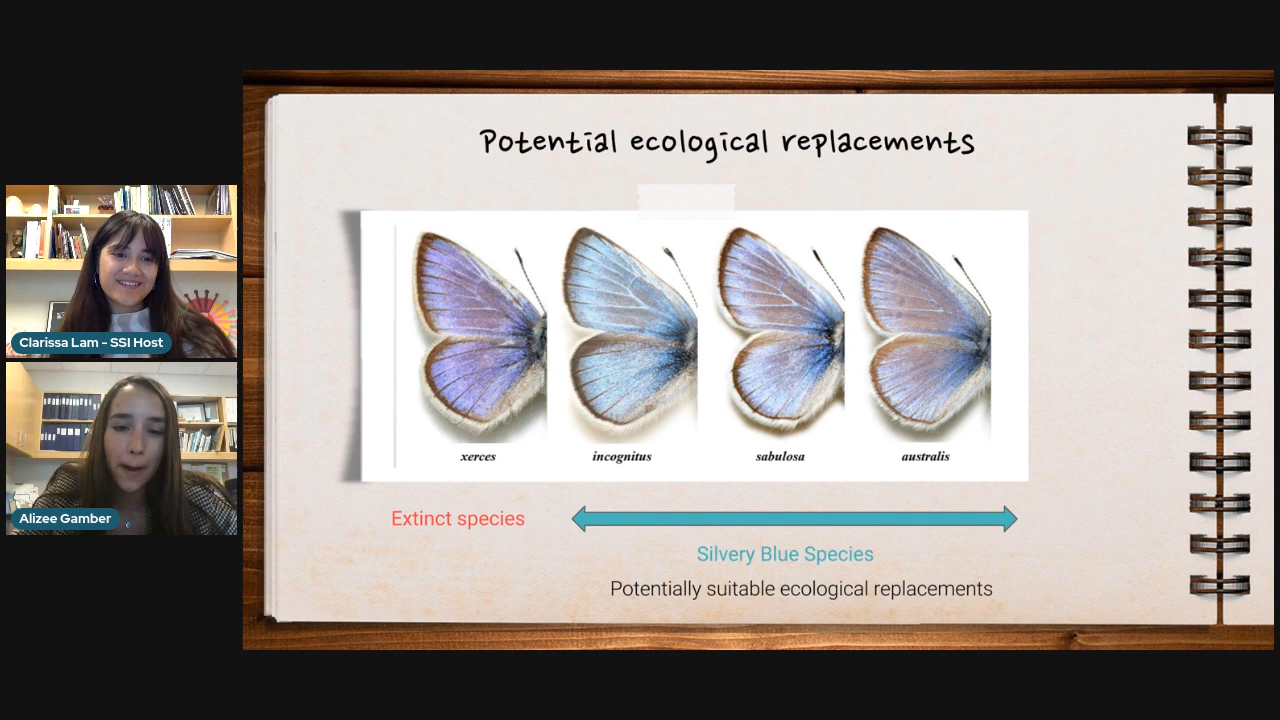 Potential ecological replacements
xerces
incognitus
sabulosa
australis
Extinct species
Silvery Blue Species
Potentially suitable ecological replacements
Clarissa Lam - SSI Host
Alizee Gamber